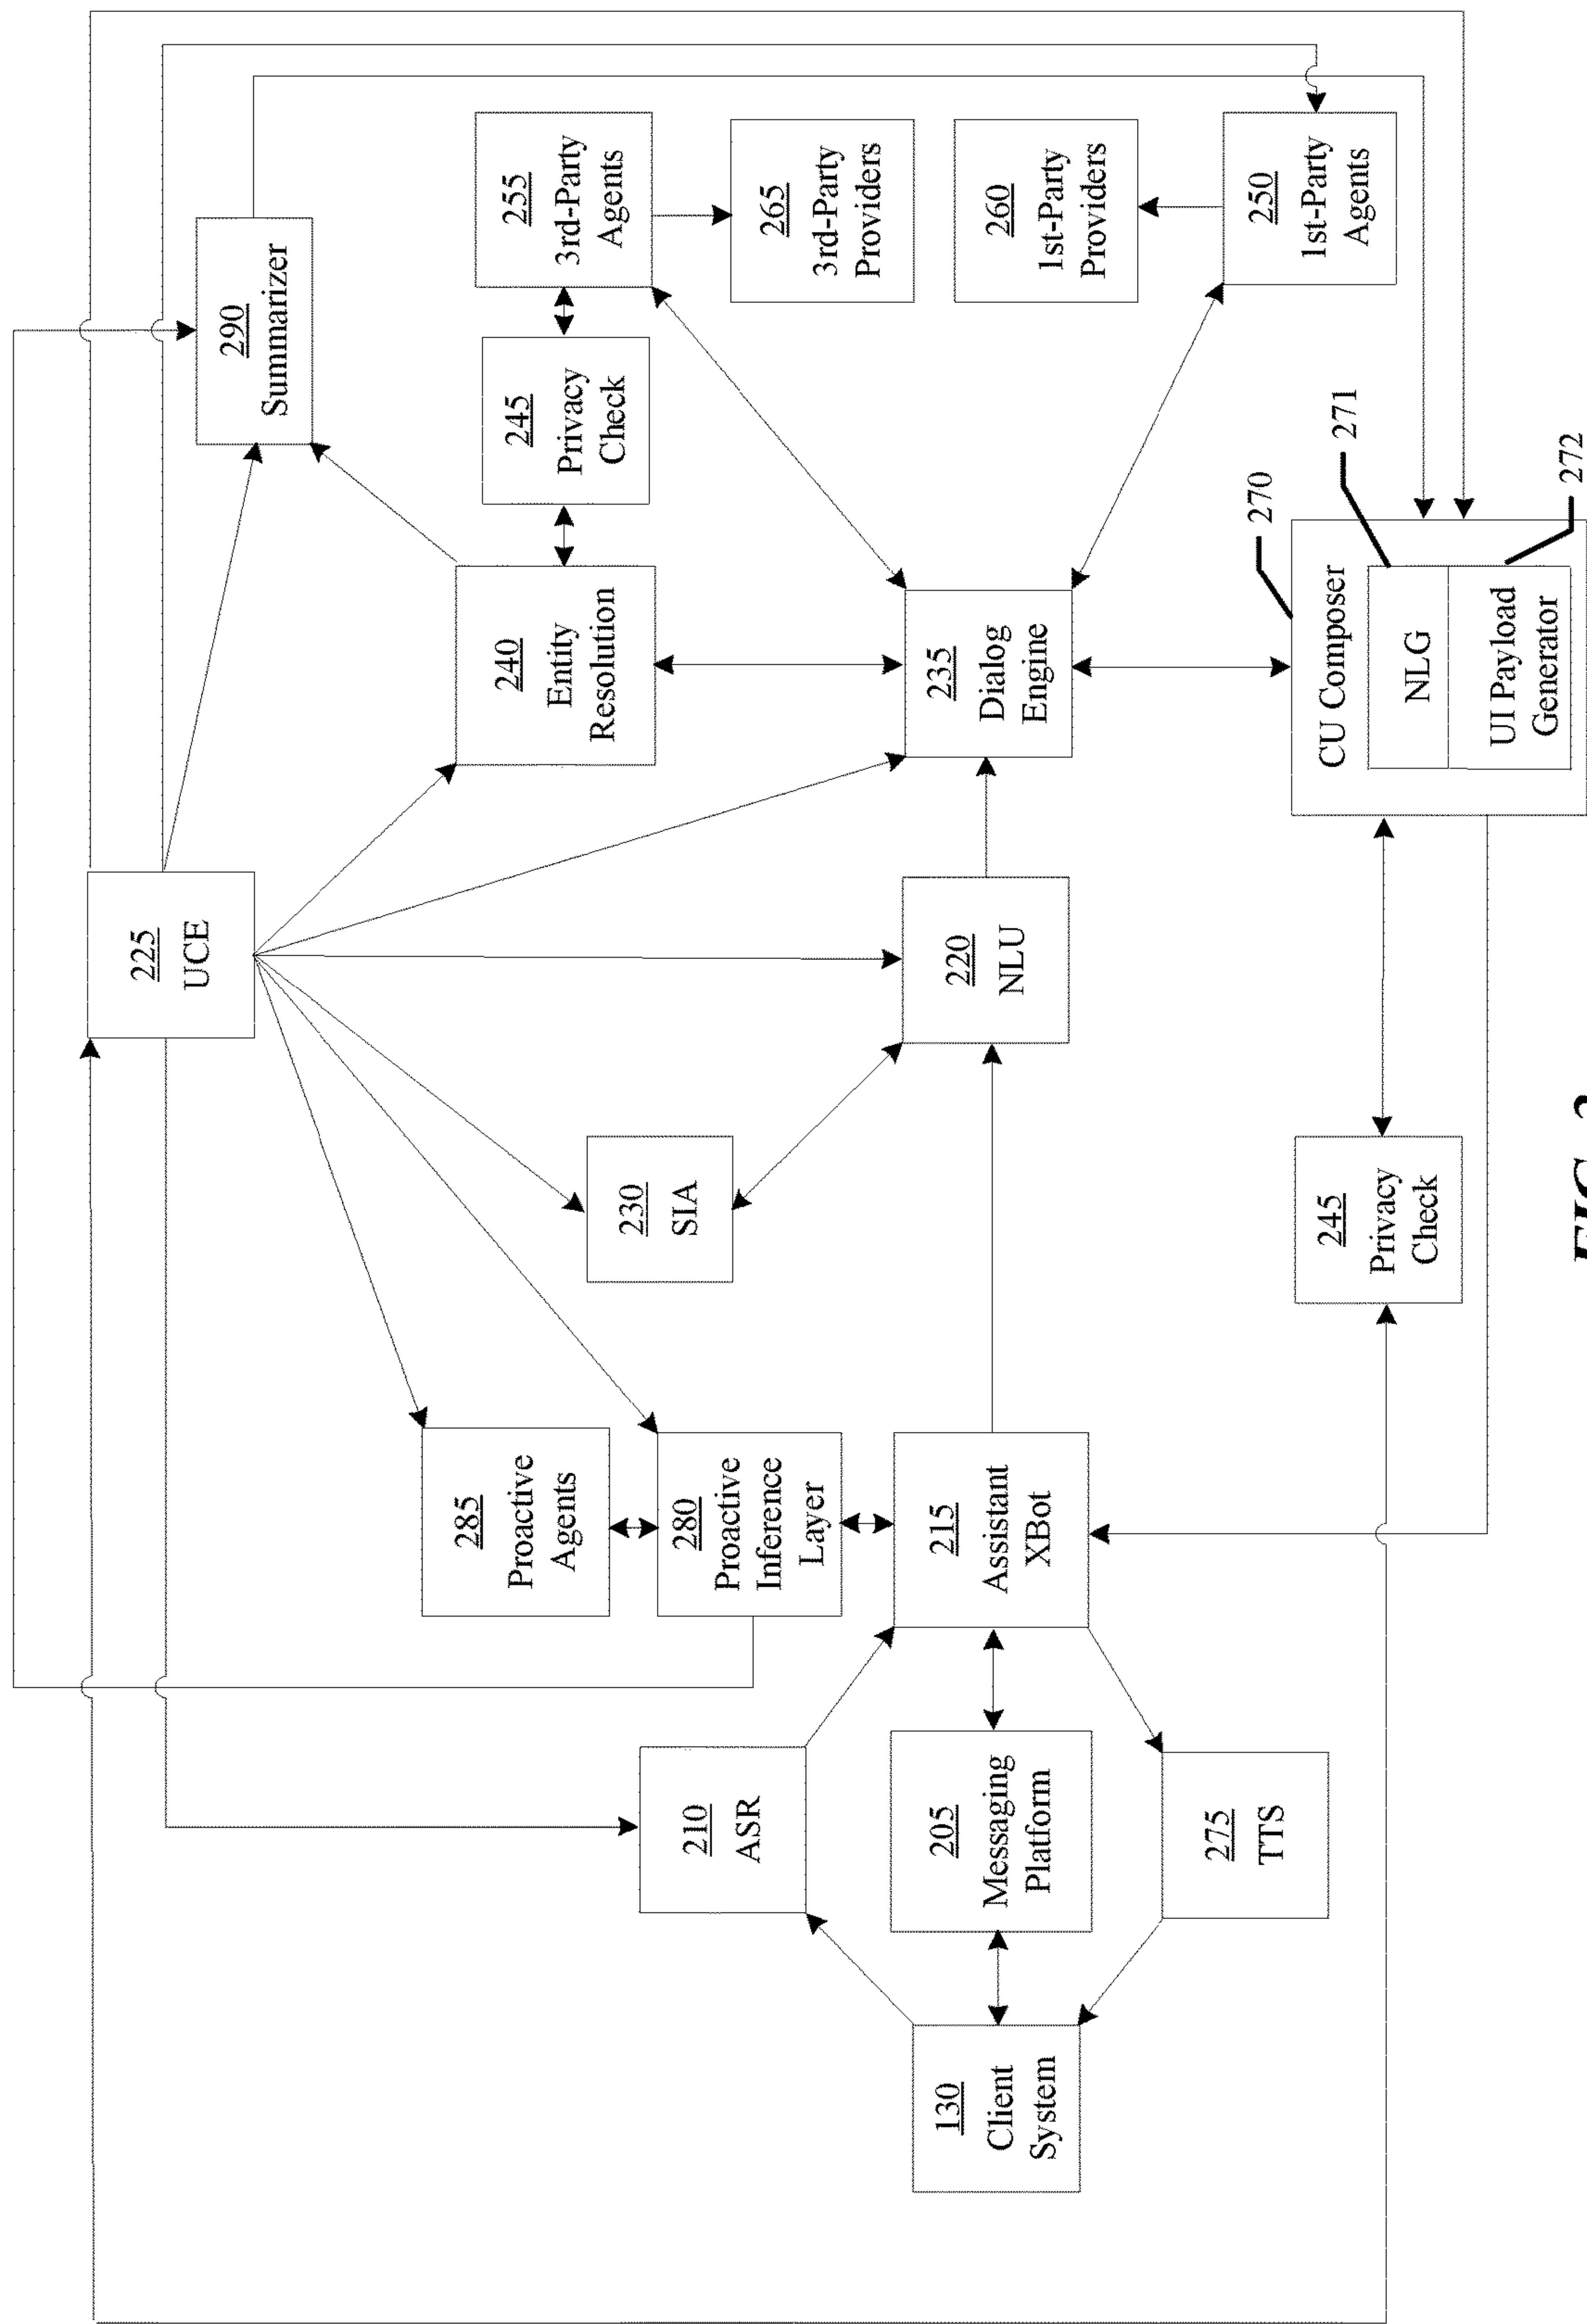 225
UCE
290
Summarizer
285
Proactive
Agents
240
Entity
Resolution
245
Privacy
Check
255
3rd-Party
Agents
230
SIA
210
ASR
280
Proactive
Inference
Layer
265
3rd-Party
Providers
130
Client
System
205
Messaging
Platform
215
Assistant
XBot
220
NLU
235
Dialog
Engine
260
1st-Party
Providers
275
TTS
250
1st-Party
Agents
245
Privacy
Check
270
CU Composer
271
NLG
UI Payload
Generator
272
FIG. 2